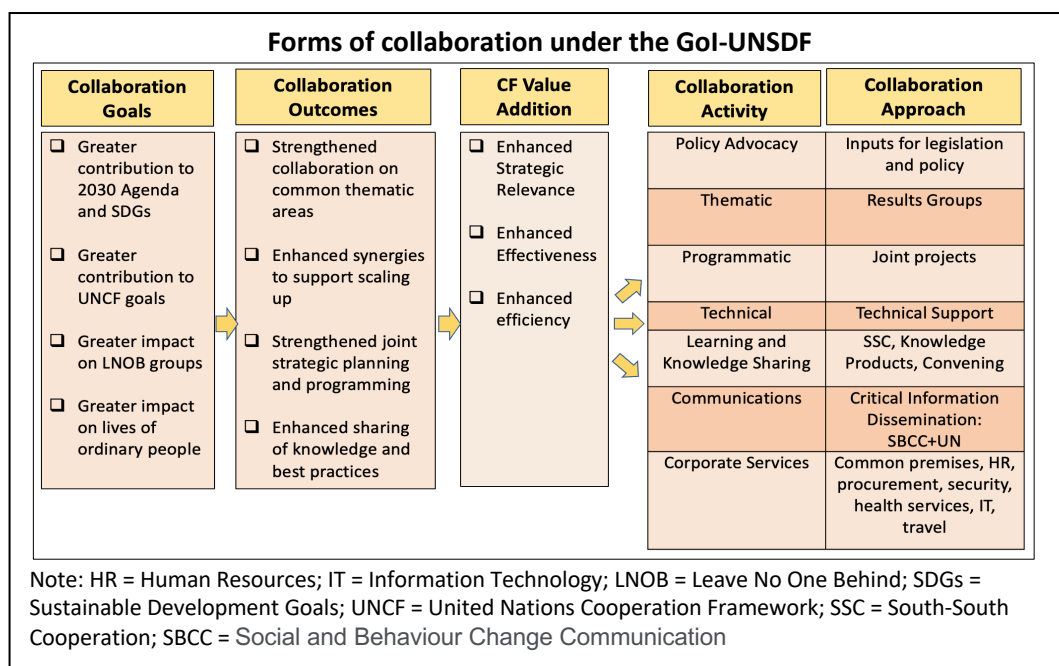 Forms of collaboration under the GoI-UNSDF
Collaboration
Goals
❑ Greater
contribution to
2030 Agenda
and SDGs
❑ Greater
contribution to
UNCF goals
❑ Greater impact
on LNOB groups
❑ Greater impact
on lives of
ordinary people
Collaboration
Outcomes
❑ Strengthened
collaboration on
common thematic
areas
❑ Enhanced synergies
to support scaling
up
❑ Strengthened joint
strategic planning
and programming
❑ Enhanced sharing
of knowledge and
best practices
CF Value
Addition
❑ Enhanced
Strategic
Relevance
❑ Enhanced
Effectiveness
❑ Enhanced
efficiency
Collaboration
Activity
Collaboration
Approach
Policy Advocacy
Inputs for legislation
and policy
Thematic
Results Groups
Programmatic
Joint projects
Technical
Technical Support
Learning and
Knowledge Sharing
SSC, Knowledge
Products, Convening
Communications
Critical Information
Dissemination:
SBCC+UN
Corporate Services
Common premises, HR,
procurement, security,
health services, IT,
travel
Note: HR = Human Resources; IT = Information Technology; LNOB = Leave No One Behind; SDGs =
Sustainable Development Goals; UNCF = United Nations Cooperation Framework; SSC = South-South
Cooperation; SBCC = Social and Behaviour Change Communication